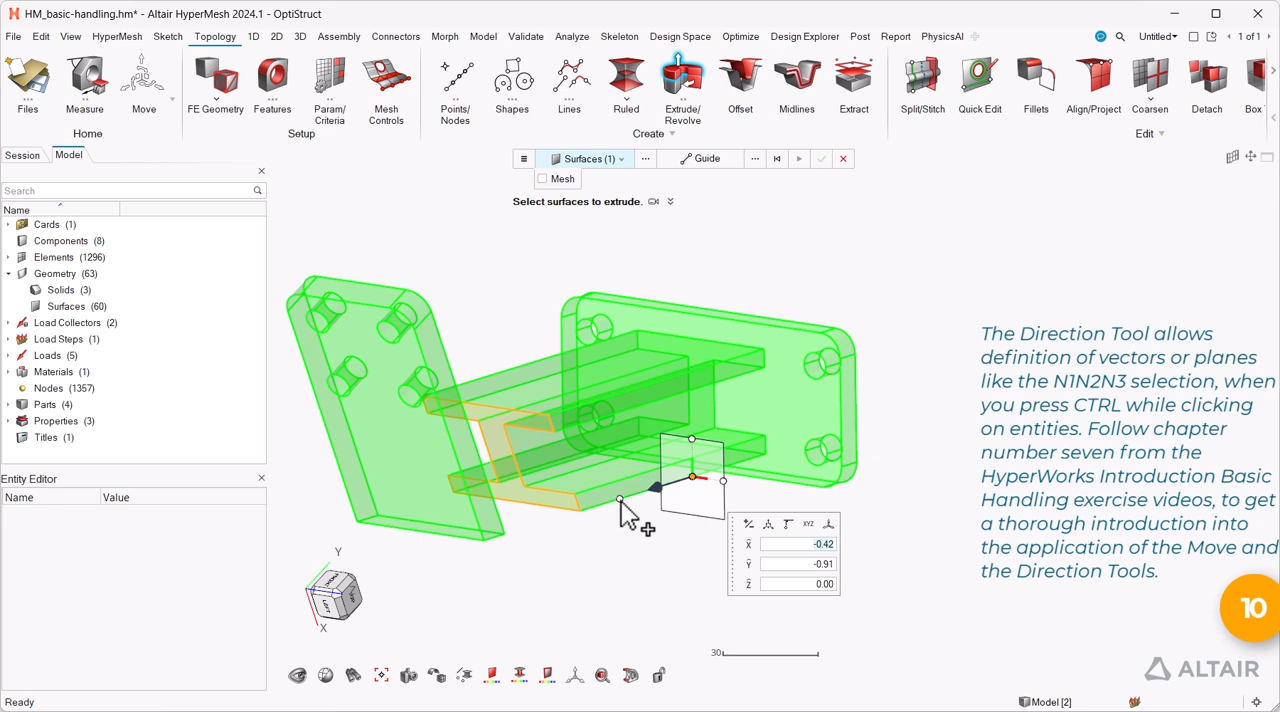 HM_basic-handling.hm* - Altair HyperMesh 2024.1 - OptiStruct
File Edit View HyperMesh Sketch Topology 1D 2D 3D Assembly Connectors Morph Model Validate Analyze Skeleton Design Space Optimize Design Explorer Post Report PhysicsAI Untitled 1 of 1
Files Measure Move FE Geometry Features Param/ Criteria Mesh Controls Points/ Nodes Shapes Lines Ruled Extrude/ Revolve Offset Midlines Extract Split/Stitch Quick Edit Fillets Align/Project Coarsen Detach Box
Home Setup Create Edit
Session Model
Surfaces (1) Guide
Mesh
Select surfaces to extrude.
Search
Name
Cards (1)
Components (8)
Elements (1296)
Geometry (63)
Solids (3)
Surfaces (60)
Load Collectors (2)
Load Steps (1)
Loads (5)
Materials (1)
Nodes (1357)
Parts (4)
Properties (3)
Titles (1)
Entity Editor
Name Value
The Direction Tool allows
definition of vectors or planes
like the N1N2N3 selection, when
you press CTRL while clicking
on entities. Follow chapter
number seven from the
HyperWorks Introduction Basic
Handling exercise videos, to get
a thorough introduction into
the application of the Move and
the Direction Tools.
XYZ
X -0.42
Y -0.91
Z 0.00
Y
LEFT
X
10
30
ALTAIR
Ready
Model [2]